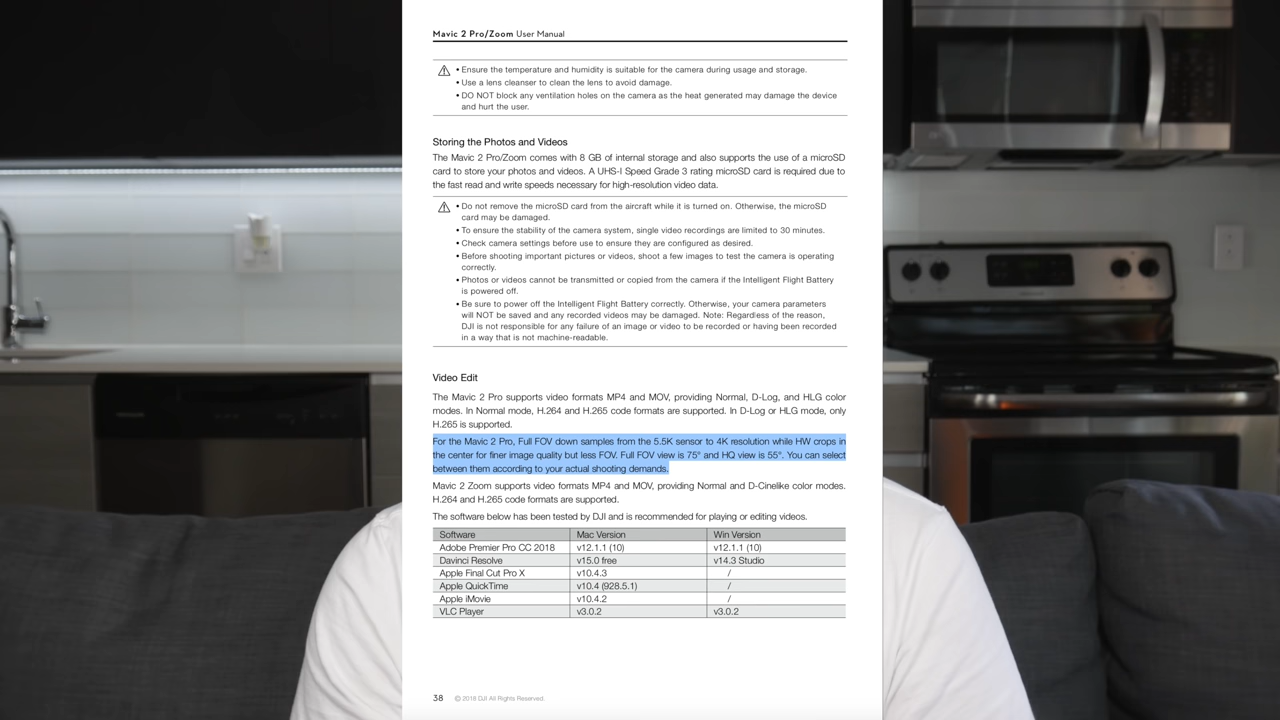 Mavic 2 Pro/Zoom User Manual
• Ensure the temperature and humidity is suitable for the camera during usage and storage.
• Use a lens cleanser to clean the lens to avoid damage.
• DO NOT block any ventilation holes on the camera as the heat generated may damage the device
and hurt the user.
Storing the Photos and Videos
The Mavic 2 Pro/Zoom comes with 8 GB of internal storage and also supports the use of a microSD
card to store your photos and videos. A UHS-I Speed Grade 3 rating microSD card is required due to
the fast read and write speeds necessary for high-resolution video data.
• Do not remove the microSD card from the aircraft while it is turned on. Otherwise, the microSD
card may be damaged.
• To ensure the stability of the camera system, single video recordings are limited to 30 minutes.
• Check camera settings before use to ensure they are configured as desired.
• Before shooting important pictures or videos, shoot a few images to test the camera is operating
correctly.
• Photos or videos cannot be transmitted or copied from the camera if the Intelligent Flight Battery
is powered off.
• Be sure to power off the Intelligent Flight Battery correctly. Otherwise, your camera parameters
will NOT be saved and any recorded videos may be damaged. Note: Regardless of the reason,
DJI is not responsible for any failure of an image or video to be recorded or having been recorded
in a way that is not machine-readable.
Video Edit
The Mavic 2 Pro supports video formats MP4 and MOV, providing Normal, D-Log, and HLG color
modes. In Normal mode, H.264 and H.265 code formats are supported. In D-Log or HLG mode, only
H.265 is supported.
For the Mavic 2 Pro, Full FOV down samples from the 5.5K sensor to 4K resolution while HW crops in
the center for finer image quality but less FOV. Full FOV view is 75° and HQ view is 55°. You can select
between them according to your actual shooting demands.
Mavic 2 Zoom supports video formats MP4 and MOV, providing Normal and D-Cinelike color modes.
H.264 and H.265 code formats are supported.
The software below has been tested by DJI and is recommended for playing or editing videos.
Software Mac Version Win Version
Adobe Premier Pro CC 2018 v12.1.1 (10) v12.1.1 (10)
Davinci Resolve v15.0 free v14.3 Studio
Apple Final Cut Pro X v10.4.3 /
Apple QuickTime v10.4 (928.5.1) /
Apple iMovie v10.4.2 /
VLC Player v3.0.2 v3.0.2
38 © 2018 DJI All Rights Reserved.